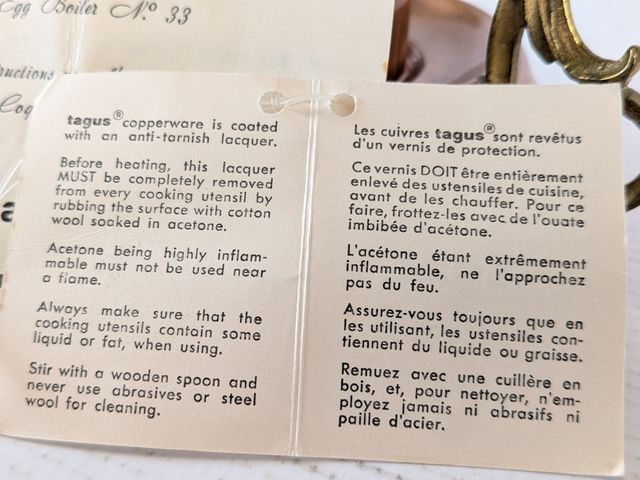 Egg Boiler Nº 33
tagus® copperware is coated
with an anti-tarnish lacquer.
Before heating, this lacquer
MUST be completely removed
from every cooking utensil by
rubbing the surface with cotton
wool soaked in acetone.
Acetone being highly inflam-
mable must not be used near
a flame.
Always make sure that the
cooking utensils contain some
liquid or fat, when using.
Stir with a wooden spoon and
never use abrasives or steel
wool for cleaning.
Les cuivres tagus® sont revêtus
d'un vernis de protection.
Ce vernis DOIT être entièrement
enlevé des ustensiles de cuisine,
avant de les chauffer. Pour ce
faire, frottez-les avec de l'ouate
imbibée d'acétone.
L'acétone étant extrêmement
inflammable, ne l'approchez
pas du feu.
Assurez-vous toujours que en
les utilisant, les ustensiles con-
tiennent du liquide ou graisse.
Remuez avec une cuillère en
bois, et, pour nettoyer, n'em-
ployez jamais ni abrasifs ni
paille d'acier.